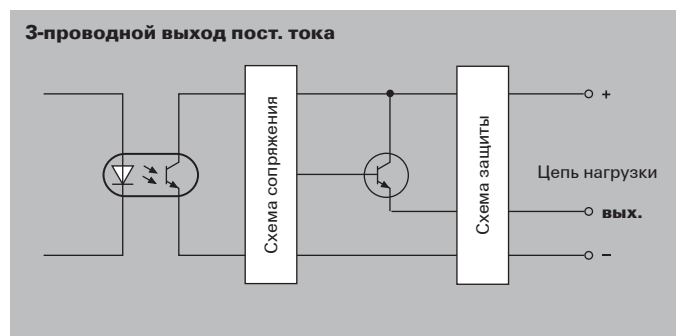 3-проводной выход пост. тока
Схема сопряжения
Схема защиты
+
Цепь нагрузки
вых.
−